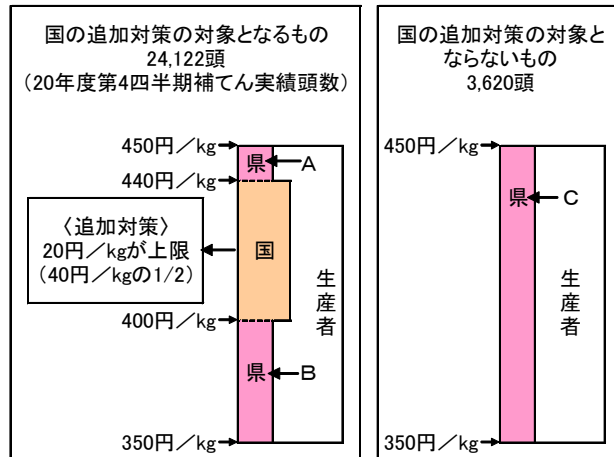 国の追加対策の対象となるもの
24,122頭
（20年度第4四半期補てん実績頭数）
450円／kg
県
A
440円／kg
〈追加対策〉
20円／kgが上限
（40円／kgの1/2）
国
生産者
400円／kg
県
B
350円／kg
国の追加対策の対象と
ならないもの
3,620頭
450円／kg
県
C
生産者
350円／kg